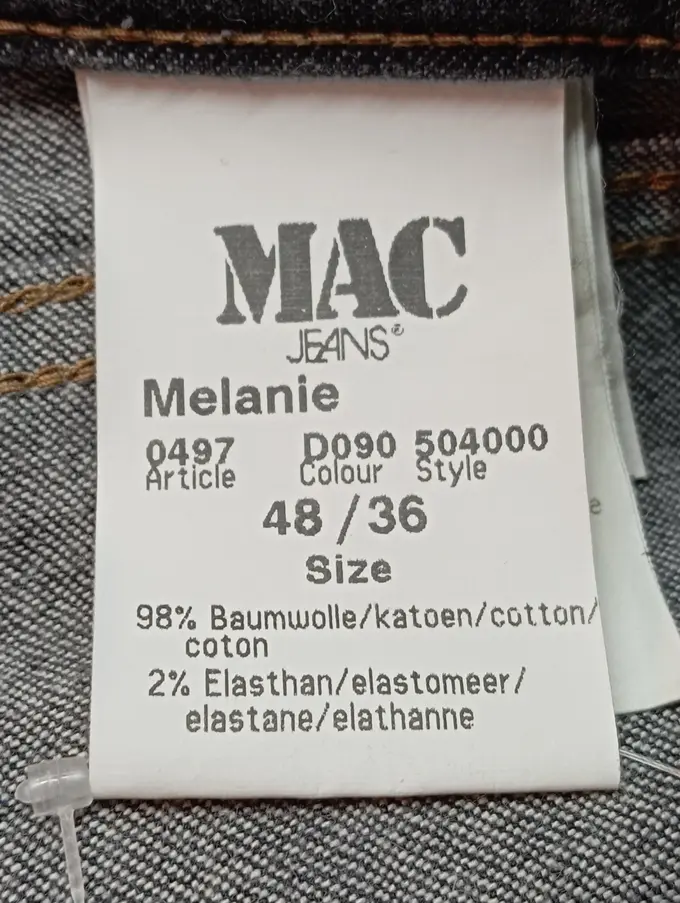 MAC
JEANS®
Melanie
0497 D090 504000
Article Colour Style
48/36
Size
98% Baumwolle/katoen/cotton/
coton
2% Elasthan/elastomeer/
elastane/elathanne
e